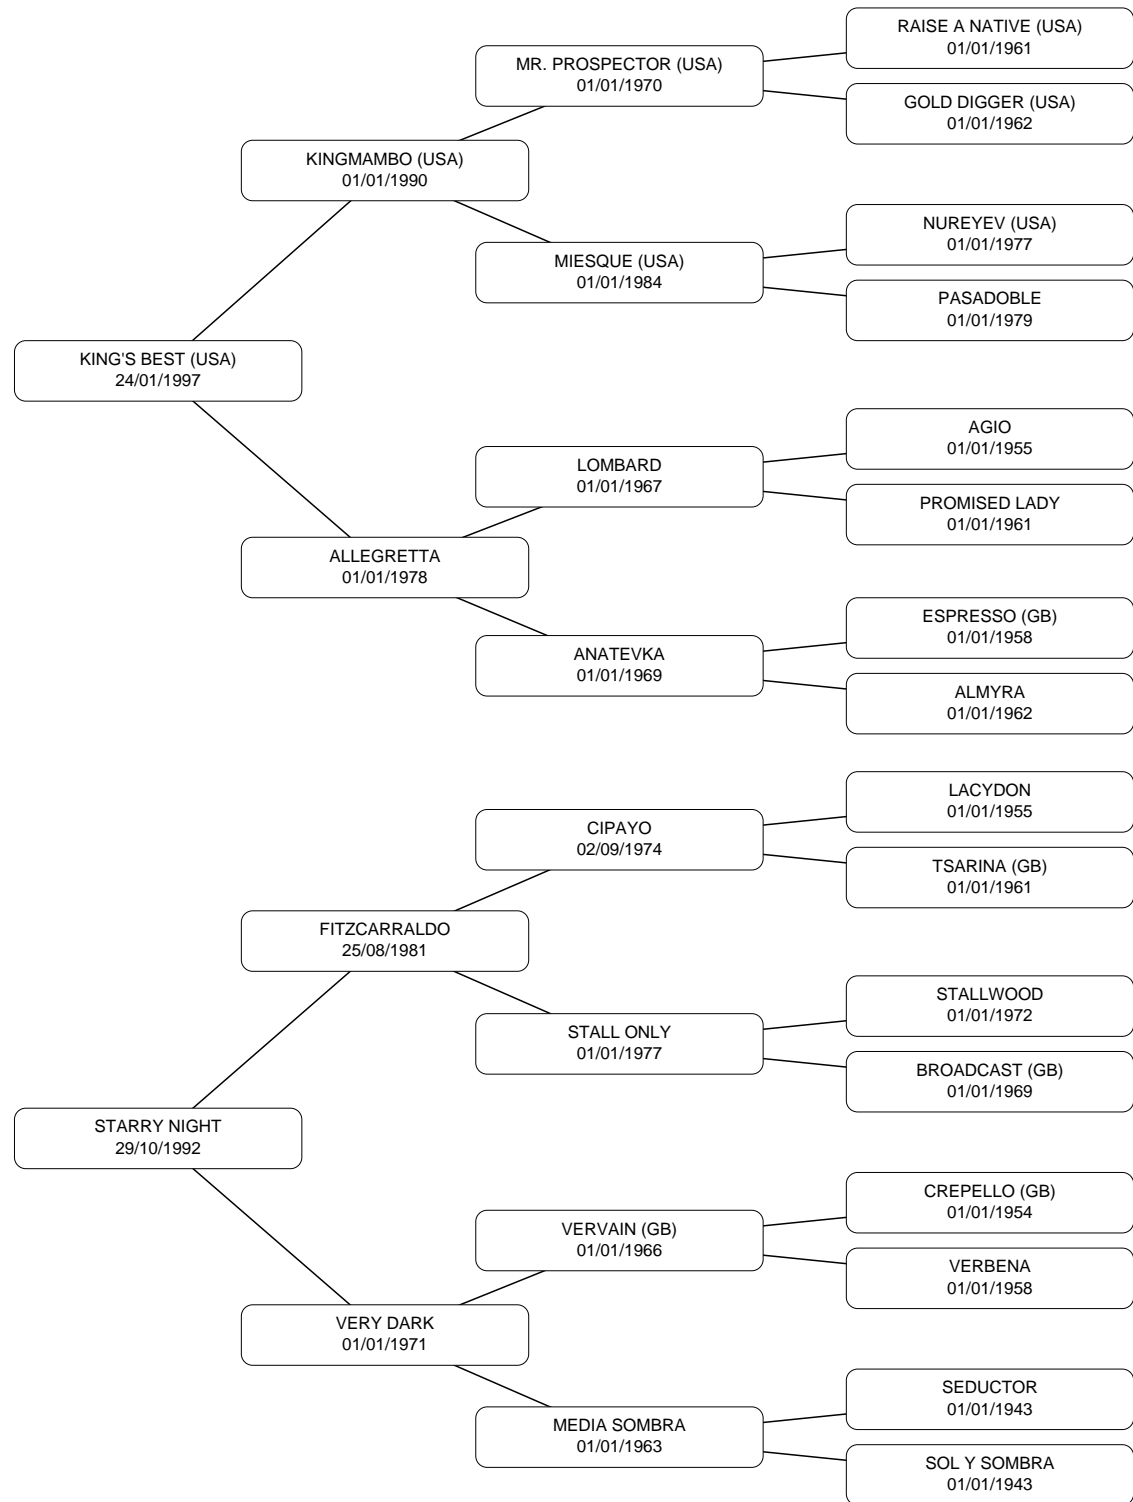 RAISE A NATIVE (USA)
01/01/1961
MR. PROSPECTOR (USA)
01/01/1970
GOLD DIGGER (USA)
01/01/1962
KINGMAMBO (USA)
01/01/1990
NUREYEV (USA)
01/01/1977
MIESQUE (USA)
01/01/1984
PASADOBLE
01/01/1979
KING'S BEST (USA)
24/01/1997
AGIO
01/01/1955
LOMBARD
01/01/1967
PROMISED LADY
01/01/1961
ALLEGRETTA
01/01/1978
ESPRESSO (GB)
01/01/1958
ANATEVKA
01/01/1969
ALMYRA
01/01/1962
LACYDON
01/01/1955
CIPAYO
02/09/1974
TSARINA (GB)
01/01/1961
FITZCARRALDO
25/08/1981
STALLWOOD
01/01/1972
STALL ONLY
01/01/1977
BROADCAST (GB)
01/01/1969
STARRY NIGHT
29/10/1992
CREPELLO (GB)
01/01/1954
VERVAIN (GB)
01/01/1966
VERBENA
01/01/1958
VERY DARK
01/01/1971
SEDUCTOR
01/01/1943
MEDIA SOMBRA
01/01/1963
SOL Y SOMBRA
01/01/1943